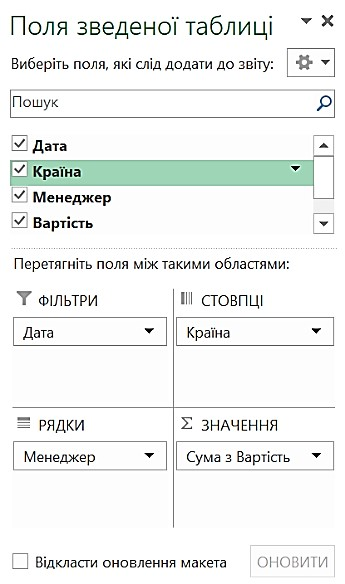 Поля зведеної таблиці
Виберіть поля, які слід додати до звіту:
Пошук
Дата
Країна
Менеджер
Вартість
Перетягніть поля між такими областями:
ФІЛЬТРИ
СТОВПЦІ
Дата
Країна
РЯДКИ
Σ ЗНАЧЕННЯ
Менеджер
Сума з Вартість
Відкласти оновлення макета
ОНОВИТИ